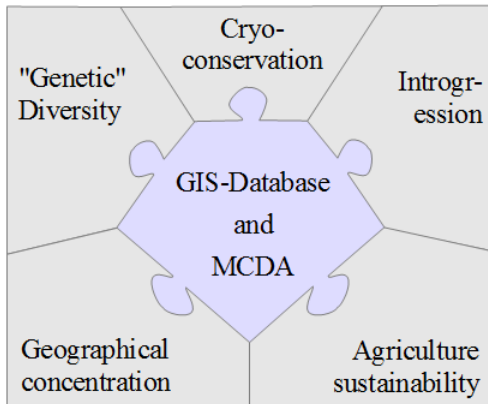 Cryo-
conservation
"Genetic"
Diversity
Introgr-
ession
GIS-Database
and
MCDA
Geographical
concentration
Agriculture
sustainability